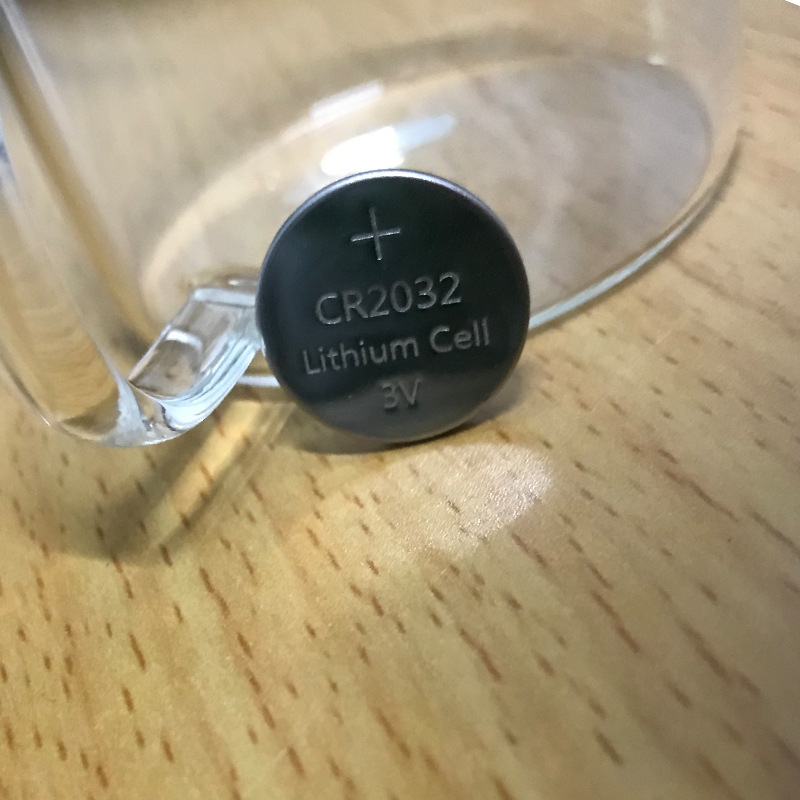 +
CR2032
Lithium Cell
3V